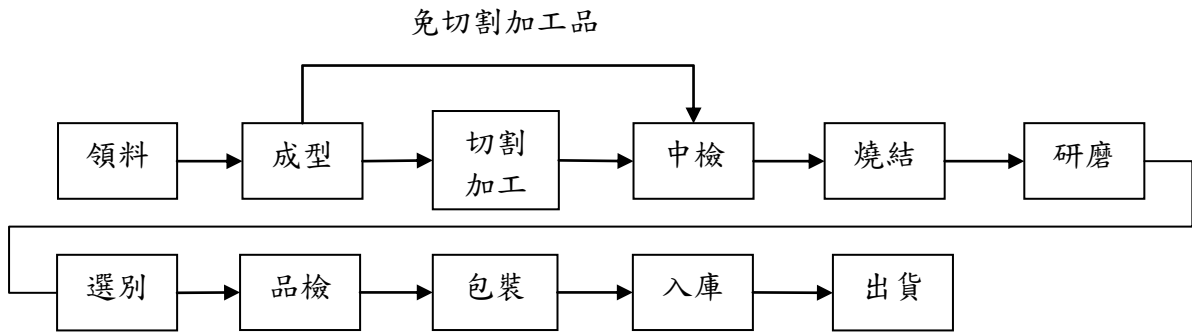 免切割加工品
領料
成型
切割
加工
中檢
燒結
研磨
選別
品檢
包裝
入庫
出貨